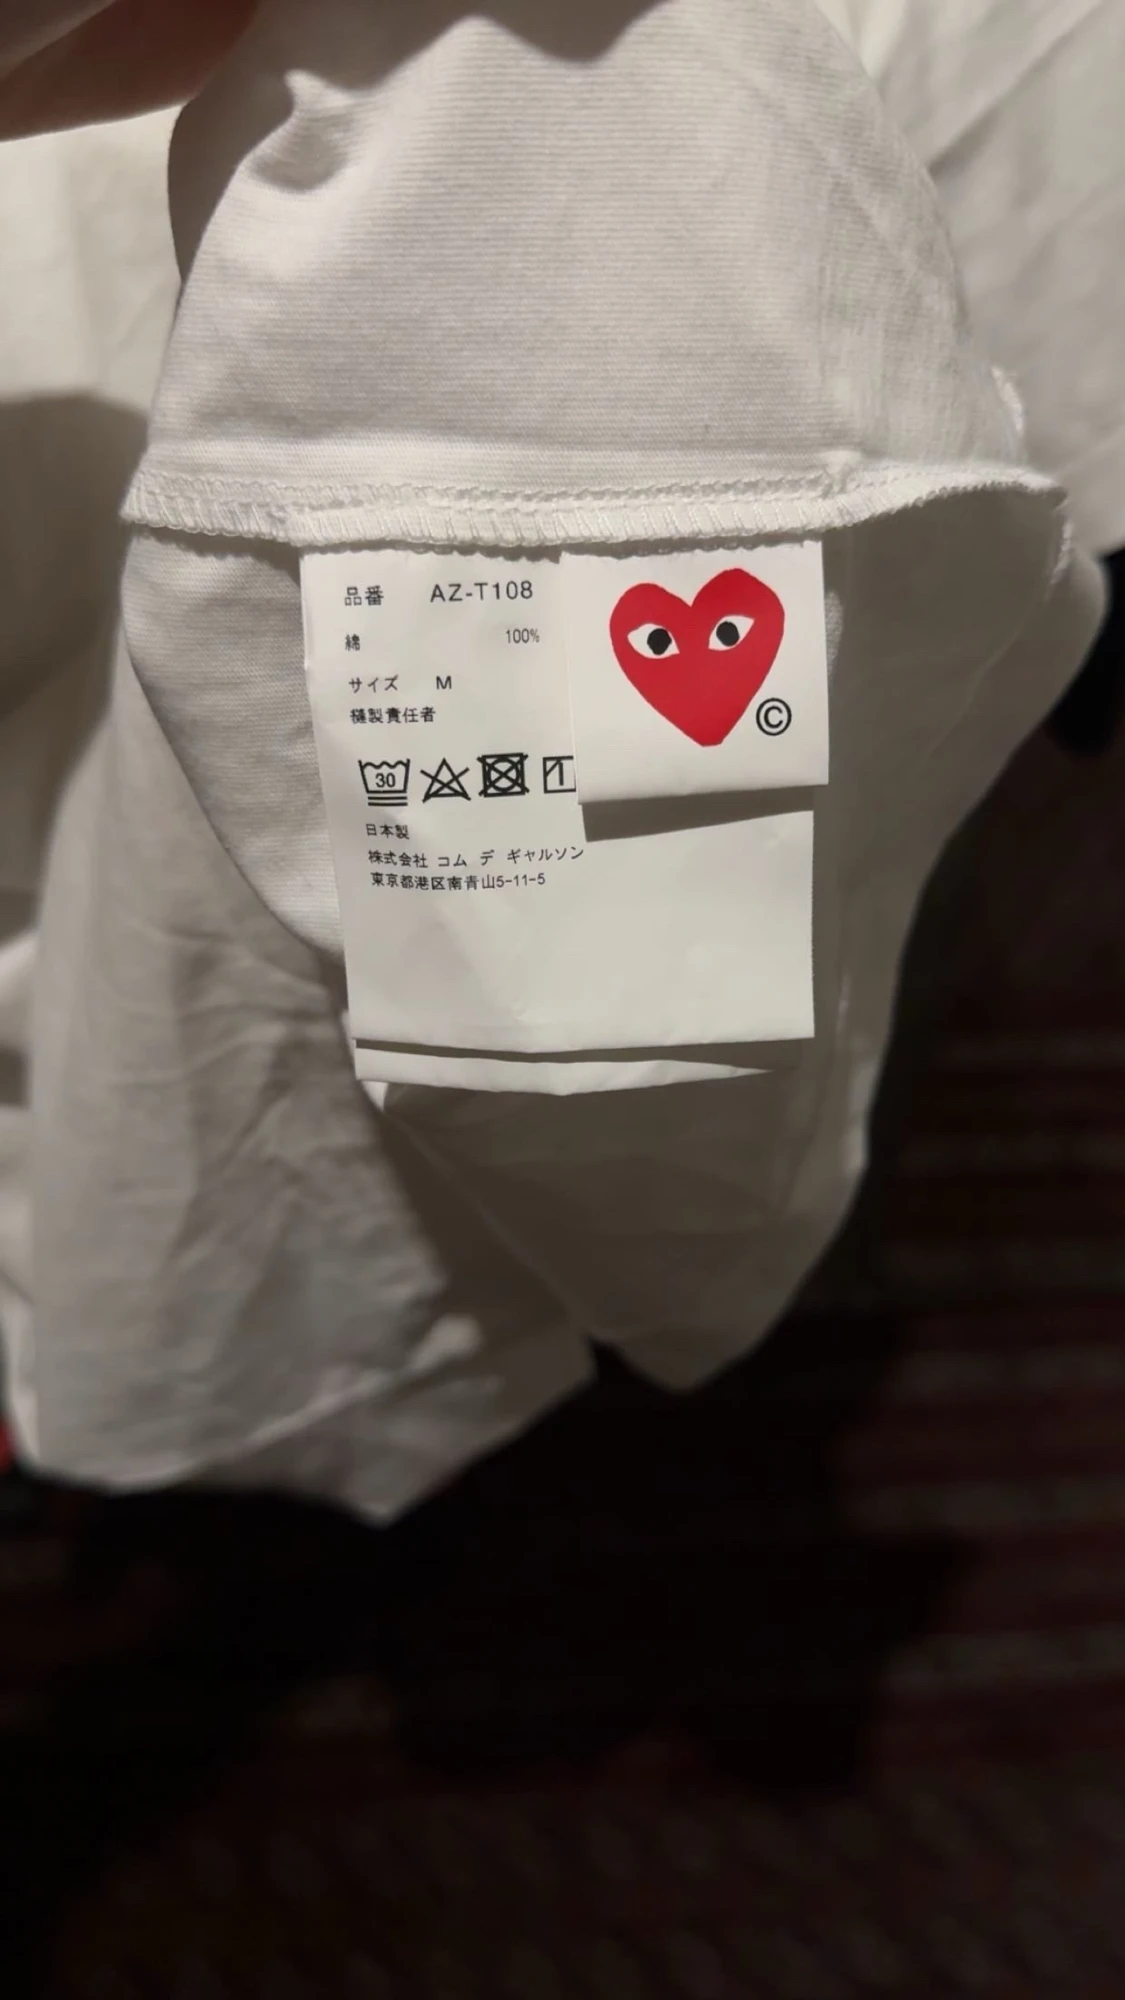 品番 AZ-T108
綿 100%
サイズ M
縫製責任者
30
日本製
株式会社 コム デ ギャルソン
東京都港区南青山5-11-5
©